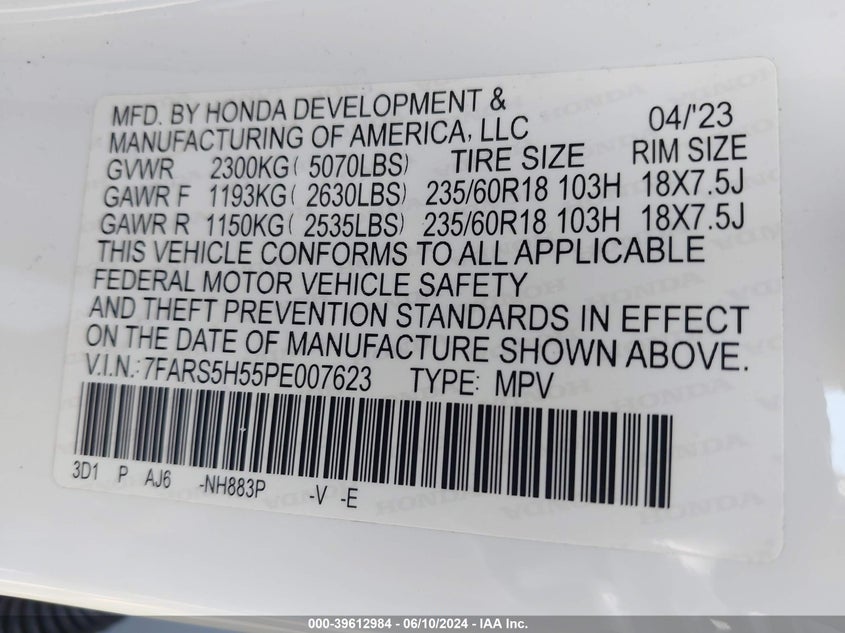 MFD. BY HONDA DEVELOPMENT &
MANUFACTURING OF AMERICA, LLC 04/'23
GVWR 2300KG( 5070LBS) TIRE SIZE RIM SIZE
GAWR F 1193KG( 2630LBS) 235/60R18 103H 18X7.5J
GAWR R 1150KG( 2535LBS) 235/60R18 103H 18X7.5J
THIS VEHICLE CONFORMS TO ALL APPLICABLE
FEDERAL MOTOR VEHICLE SAFETY
AND THEFT PREVENTION STANDARDS IN EFFECT
ON THE DATE OF MANUFACTURE SHOWN ABOVE.
V.I.N.: 7FARS5H55PE007623 TYPE: MPV
3D1 P AJ6 -NH883P -V -E
000-39612984 - 06/10/2024 - IAA Inc.